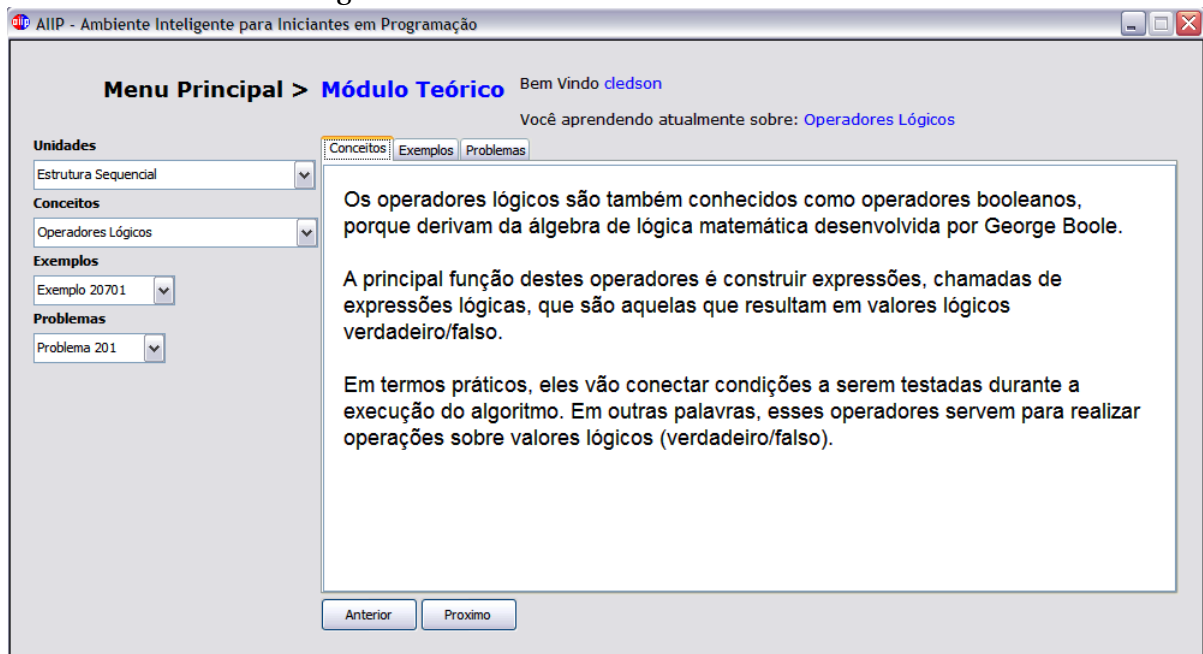 AIIP - Ambiente Inteligente para Iniciantes em Programação
Menu Principal > Módulo Teórico
Bem Vindo cledson
Você aprendendo atualmente sobre: Operadores Lógicos
Unidades
Estrutura Sequencial
Conceitos
Operadores Lógicos
Exemplos
Exemplo 20701
Problemas
Problema 201
Conceitos Exemplos Problemas
Os operadores lógicos são também conhecidos como operadores booleanos,
porque derivam da álgebra de lógica matemática desenvolvida por George Boole.
A principal função destes operadores é construir expressões, chamadas de
expressões lógicas, que são aquelas que resultam em valores lógicos
verdadeiro/falso.
Em termos práticos, eles vão conectar condições a serem testadas durante a
execução do algoritmo. Em outras palavras, esses operadores servem para realizar
operações sobre valores lógicos (verdadeiro/falso).
Anterior Proximo